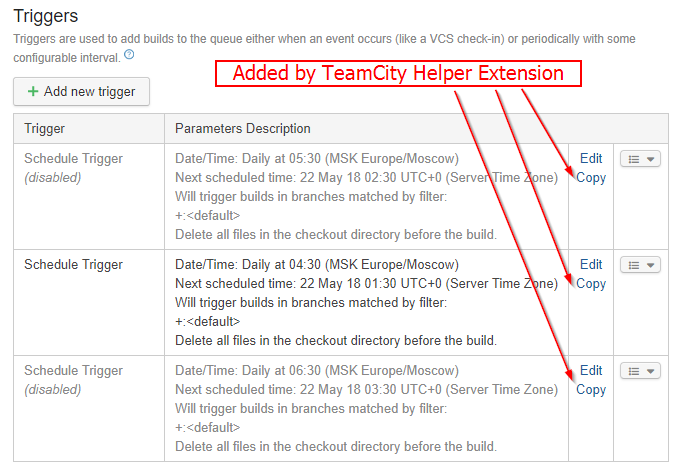 Triggers
Triggers are used to add builds to the queue either when an event occurs (like a VCS check-in) or periodically with some
configurable interval. ?
Added by TeamCity Helper Extension
+ Add new trigger
Trigger Parameters Description
Schedule Trigger Date/Time: Daily at 05:30 (MSK Europe/Moscow) Edit
(disabled) Next scheduled time: 22 May 18 02:30 UTC+0 (Server Time Zone) Copy
Will trigger builds in branches matched by filter:
+:<default>
Delete all files in the checkout directory before the build.
Schedule Trigger Date/Time: Daily at 04:30 (MSK Europe/Moscow) Edit
Next scheduled time: 22 May 18 01:30 UTC+0 (Server Time Zone) Copy
Will trigger builds in branches matched by filter:
+:<default>
Delete all files in the checkout directory before the build.
Schedule Trigger Date/Time: Daily at 06:30 (MSK Europe/Moscow) Edit
(disabled) Next scheduled time: 22 May 18 03:30 UTC+0 (Server Time Zone) Copy
Will trigger builds in branches matched by filter:
+:<default>
Delete all files in the checkout directory before the build.